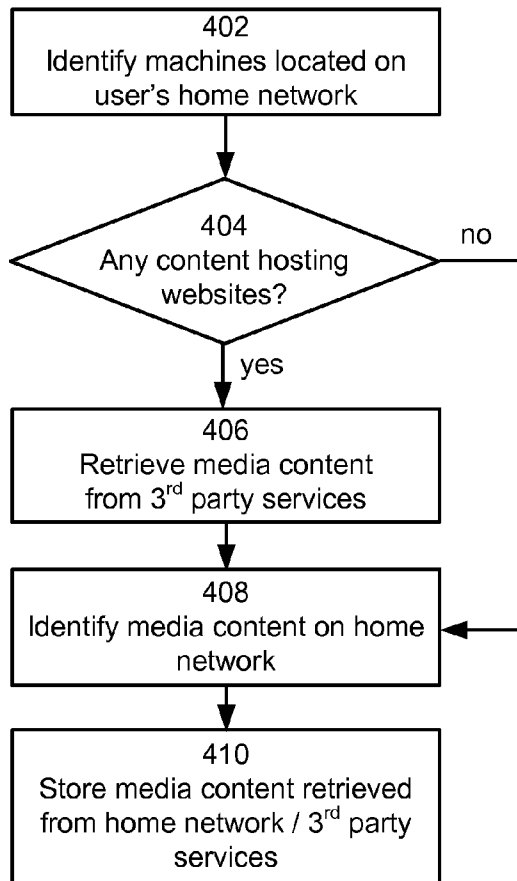 402
Identify machines located on
user's home network
404
Any content hosting
websites?
no
yes
406
Retrieve media content
from 3rd party services
408
Identify media content on home
network
410
Store media content retrieved
from home network / 3rd party
services